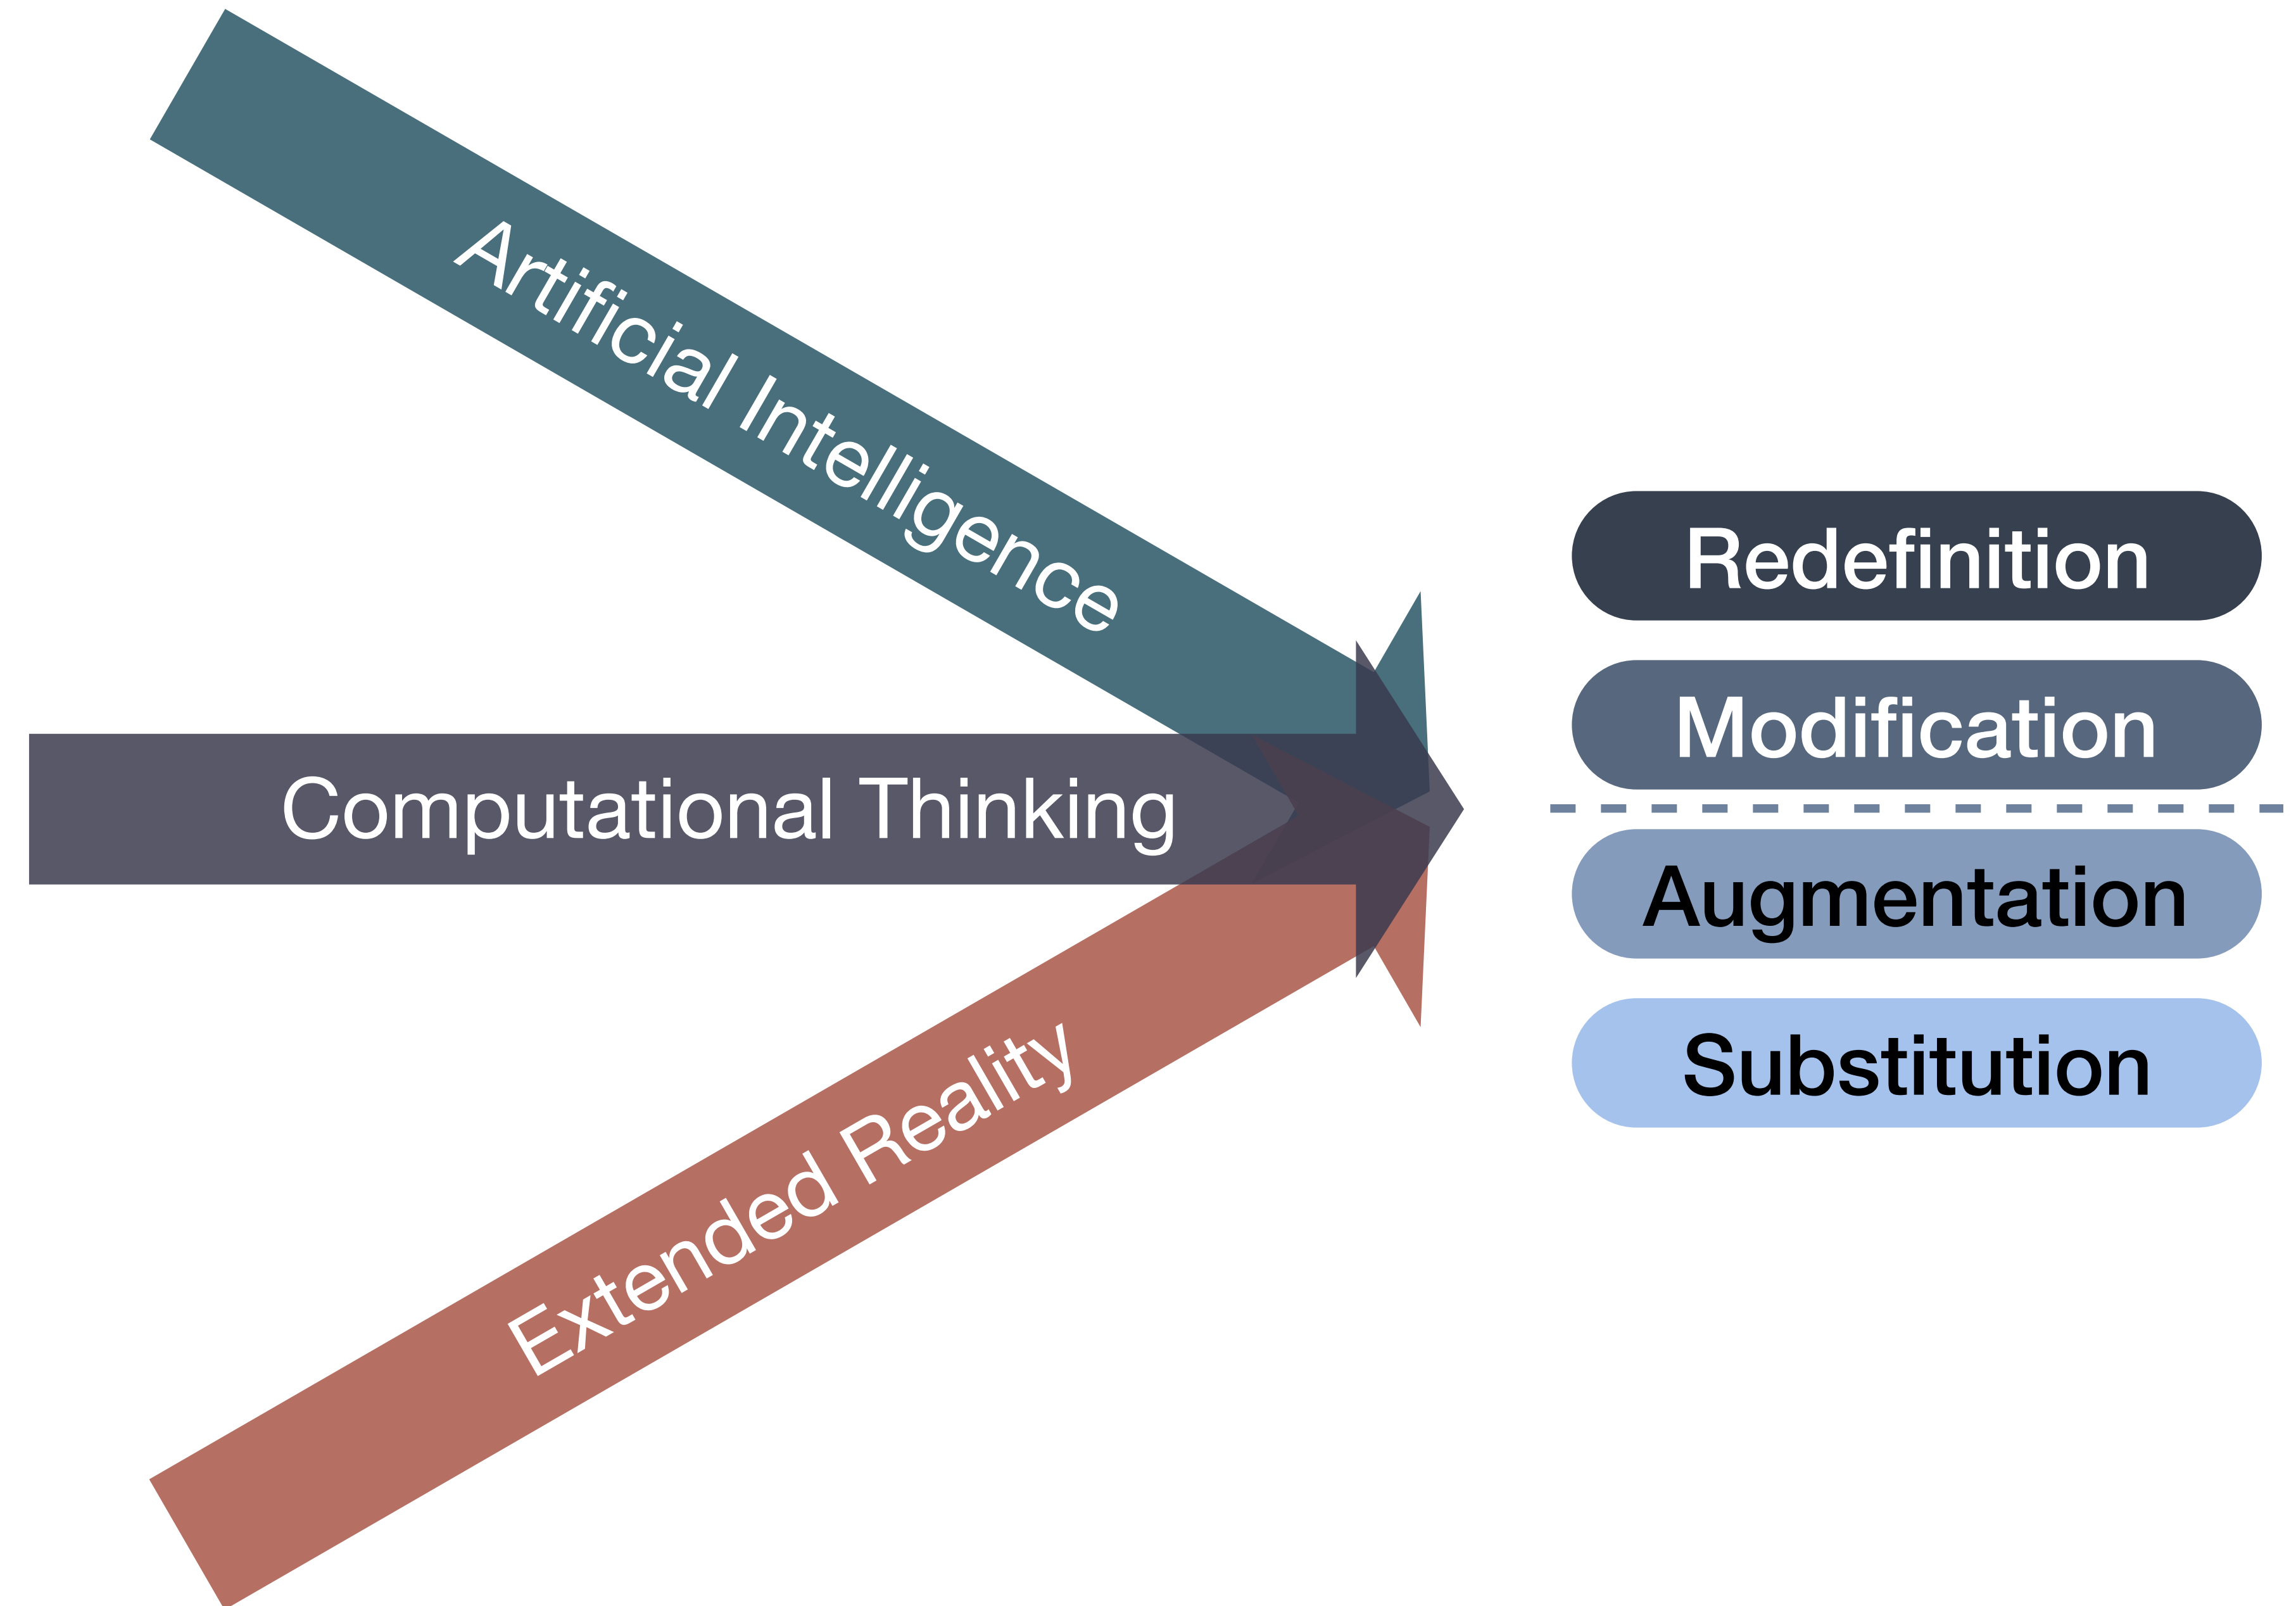 Artificial Intelligence
Computational Thinking
Extended Reality
Redefinition
Modification
Augmentation
Substitution